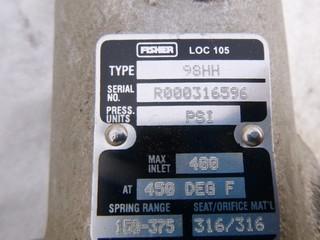 FISHER LOC 105
TYPE 98HH
SERIAL NO. R000316596
PRESS. UNITS PSI
MAX INLET 400
AT 450 DEG F
SPRING RANGE SEAT/ORIFICE MAT'L
150-375 316/316